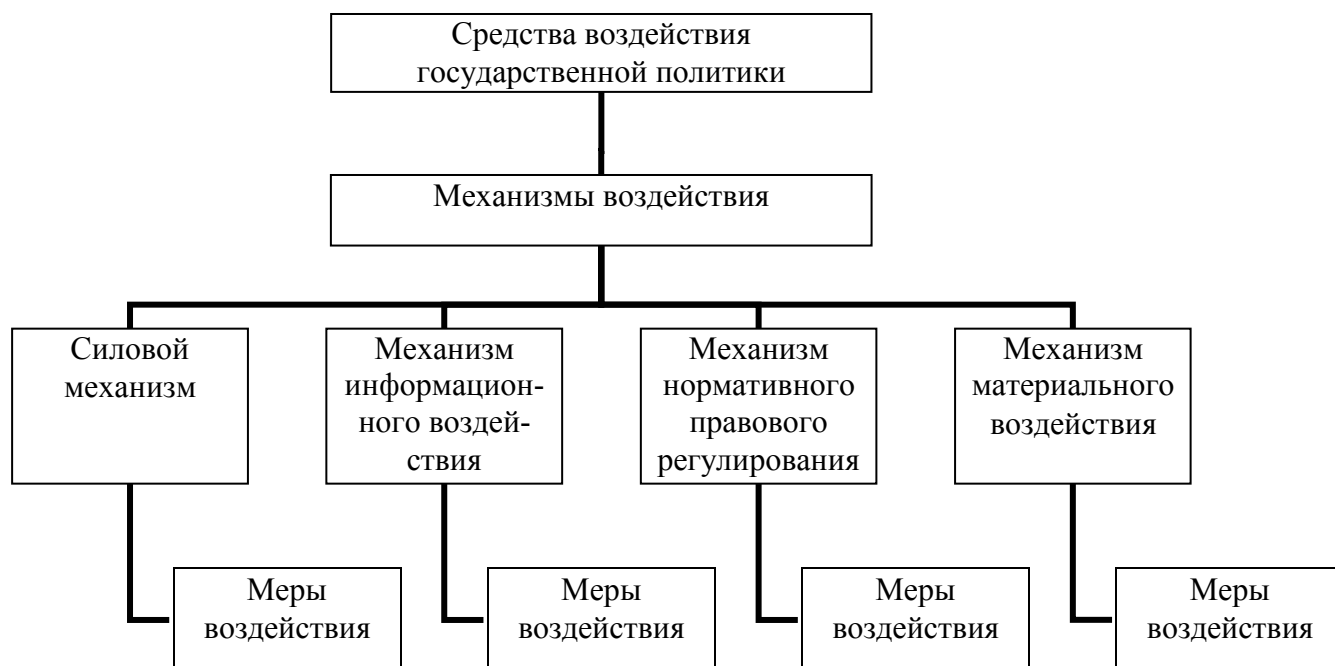 Средства воздействия
государственной политики
Механизмы воздействия
Силовой
механизм
Механизм
информацион-
ного воздей-
ствия
Механизм
нормативного
правового
регулирования
Механизм
материального
воздействия
Меры
воздействия
Меры
воздействия
Меры
воздействия
Меры
воздействия